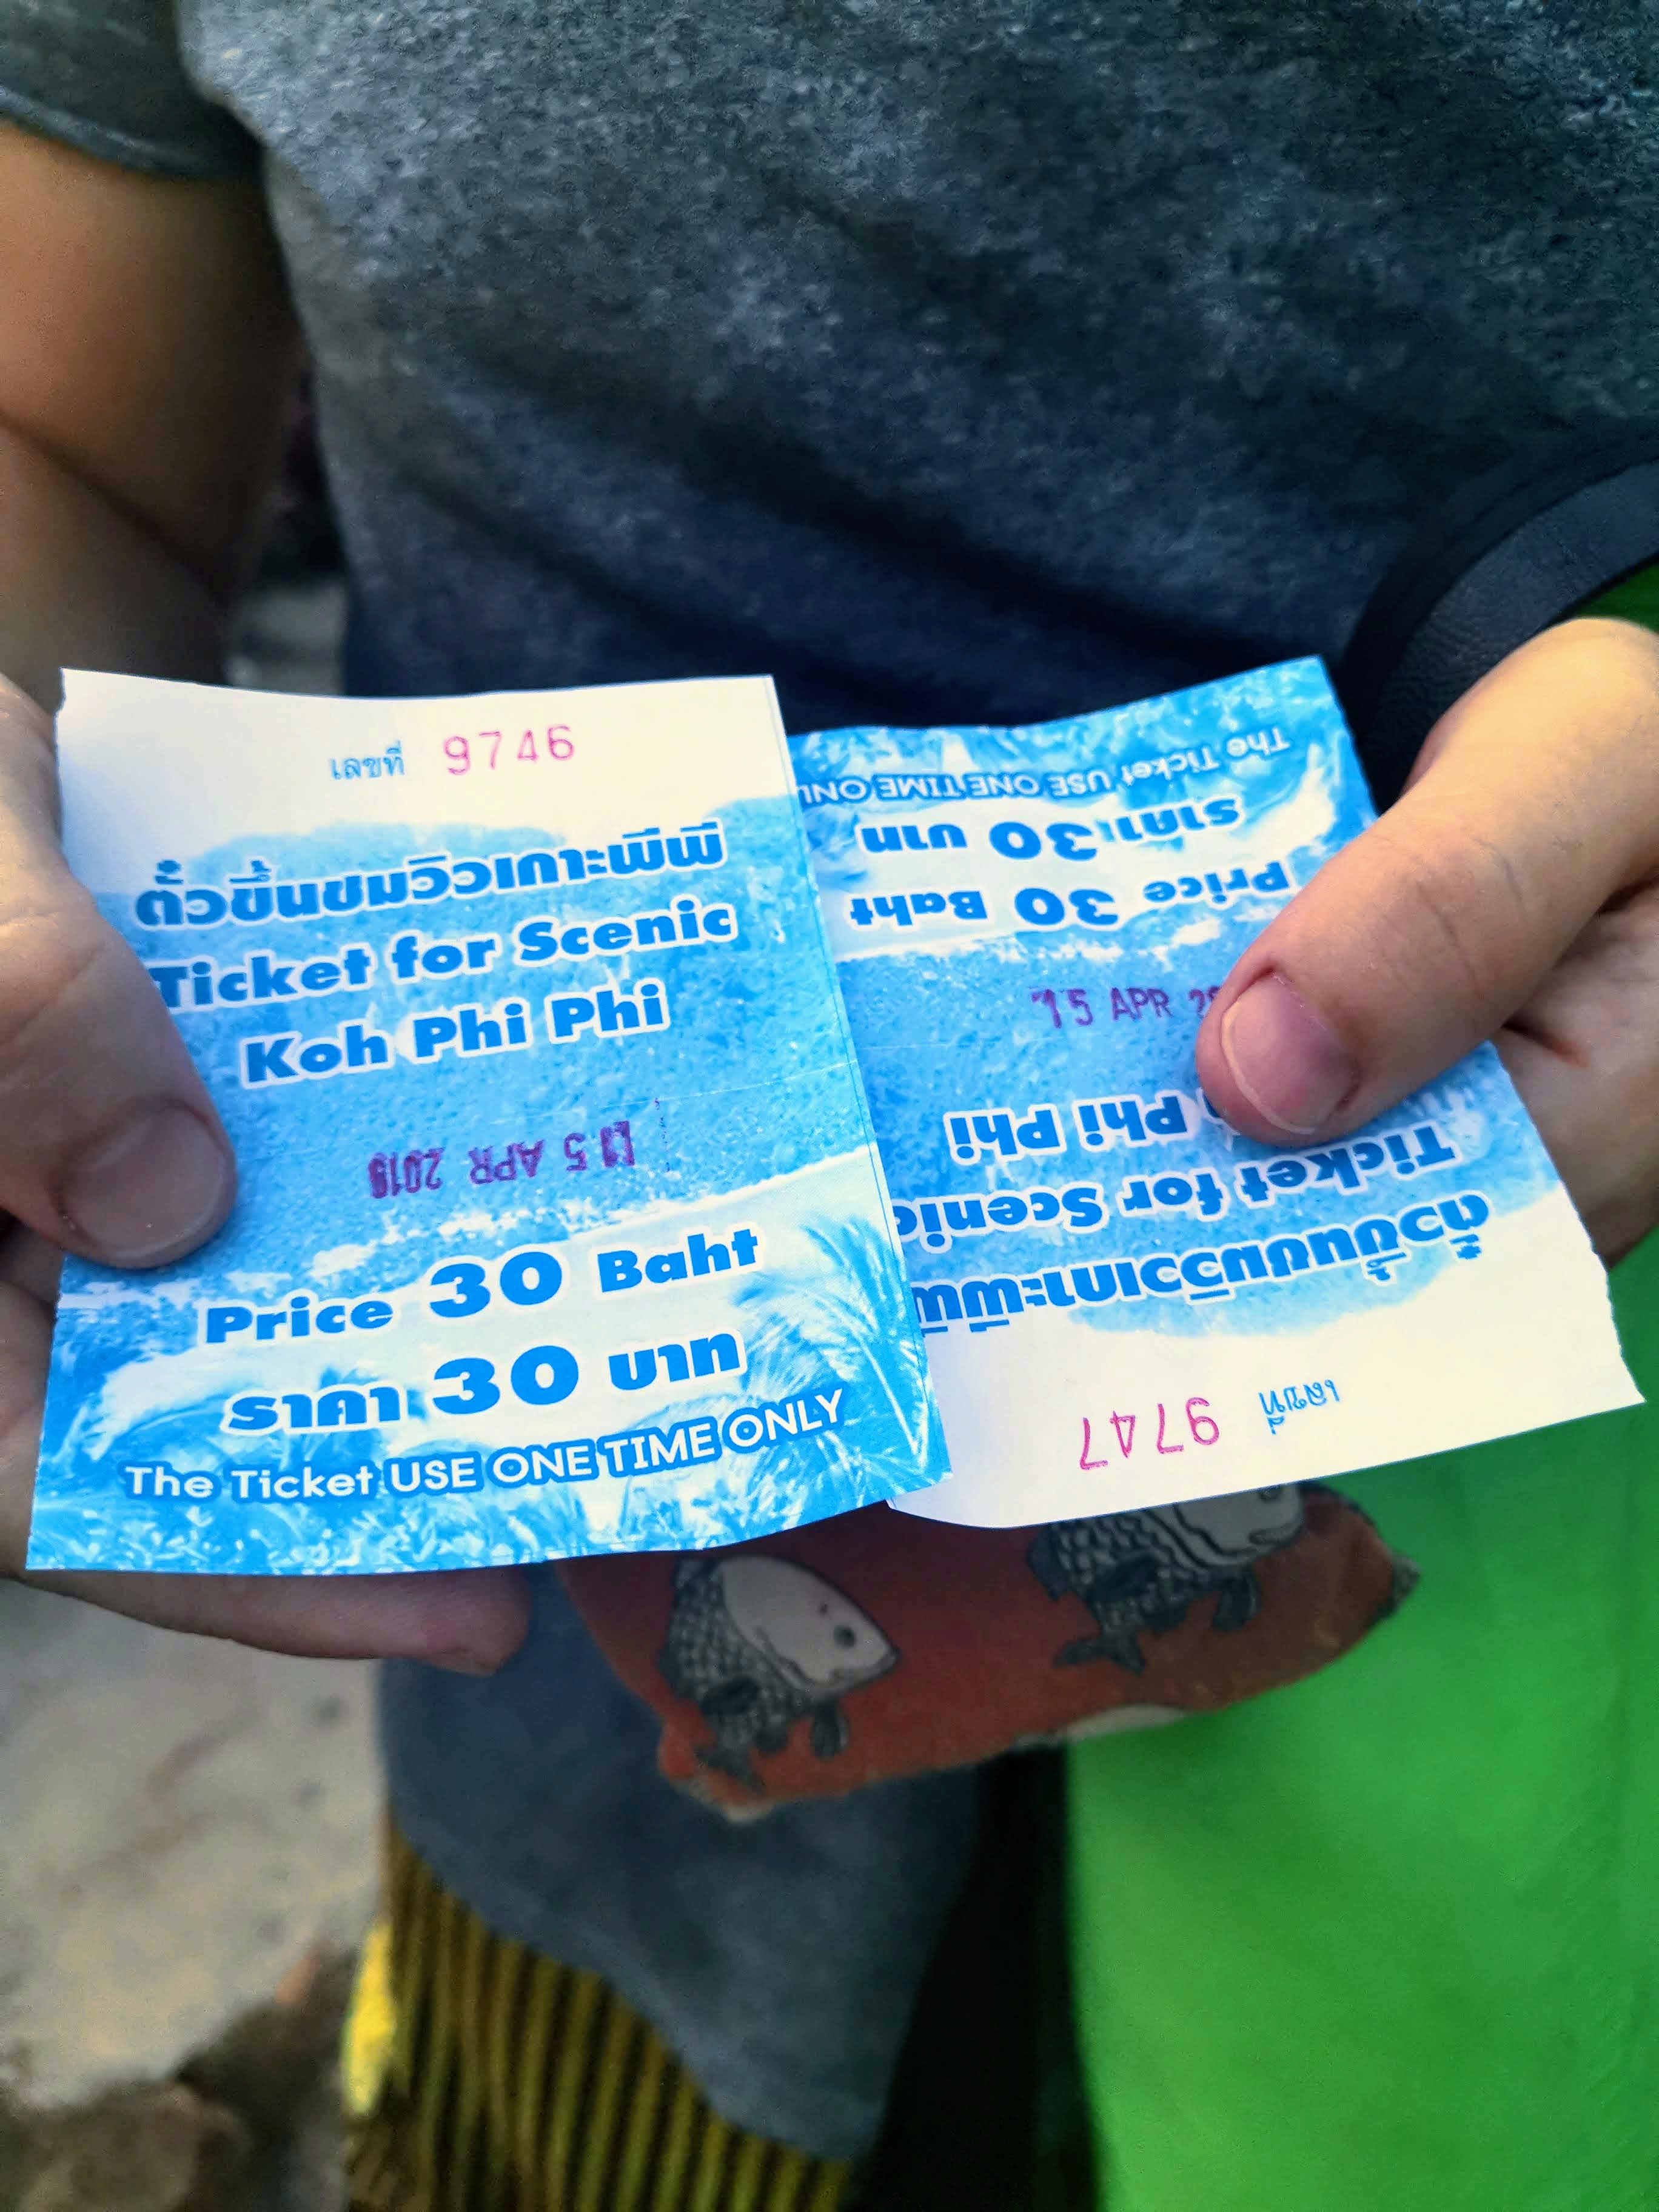 เลขที่ 9746
ตั๋วขึ้นชมวิวเกาะพีพี
Ticket for Scenic
Koh Phi Phi
15 APR 2019
Price 30 Baht
ราคา 30 บาท
The Ticket USE ONE TIME ONLY
เลขที่ 9747
ตั๋วขึ้นชมวิวเกาะพีพี
Ticket for Scenic
Phi Phi
15 APR
Price 30 Baht
ราคา 30 บาท
The Ticket USE ONE TIME